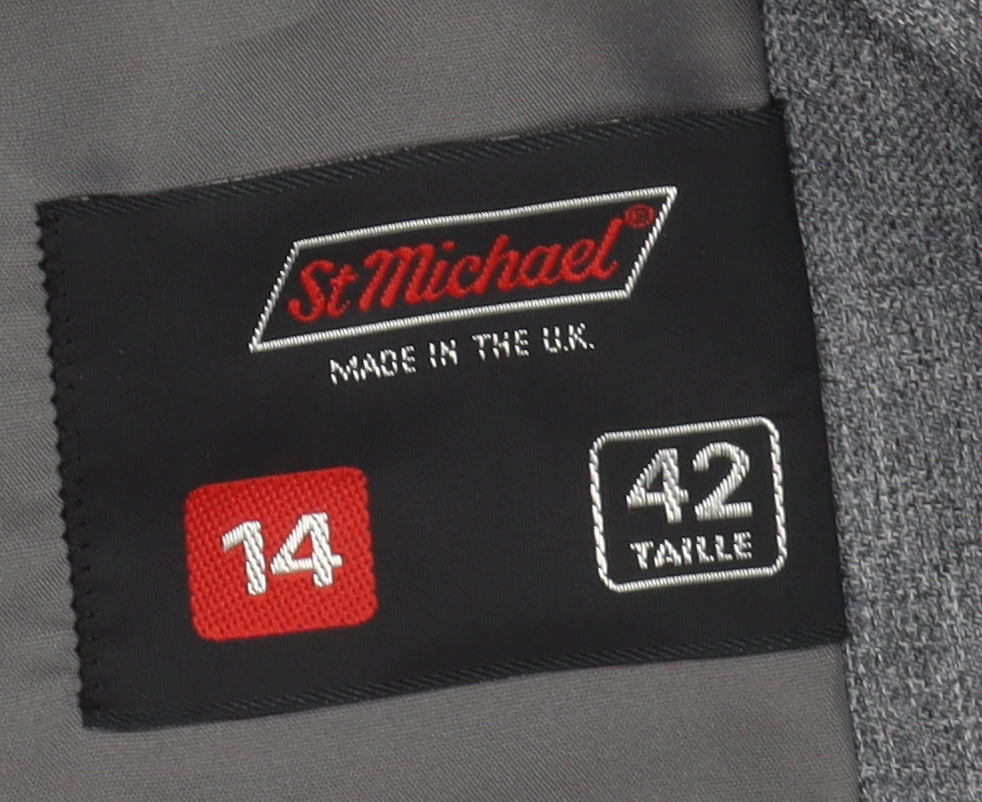 St Michael®
MADE IN THE U.K.
14
42
TAILLE